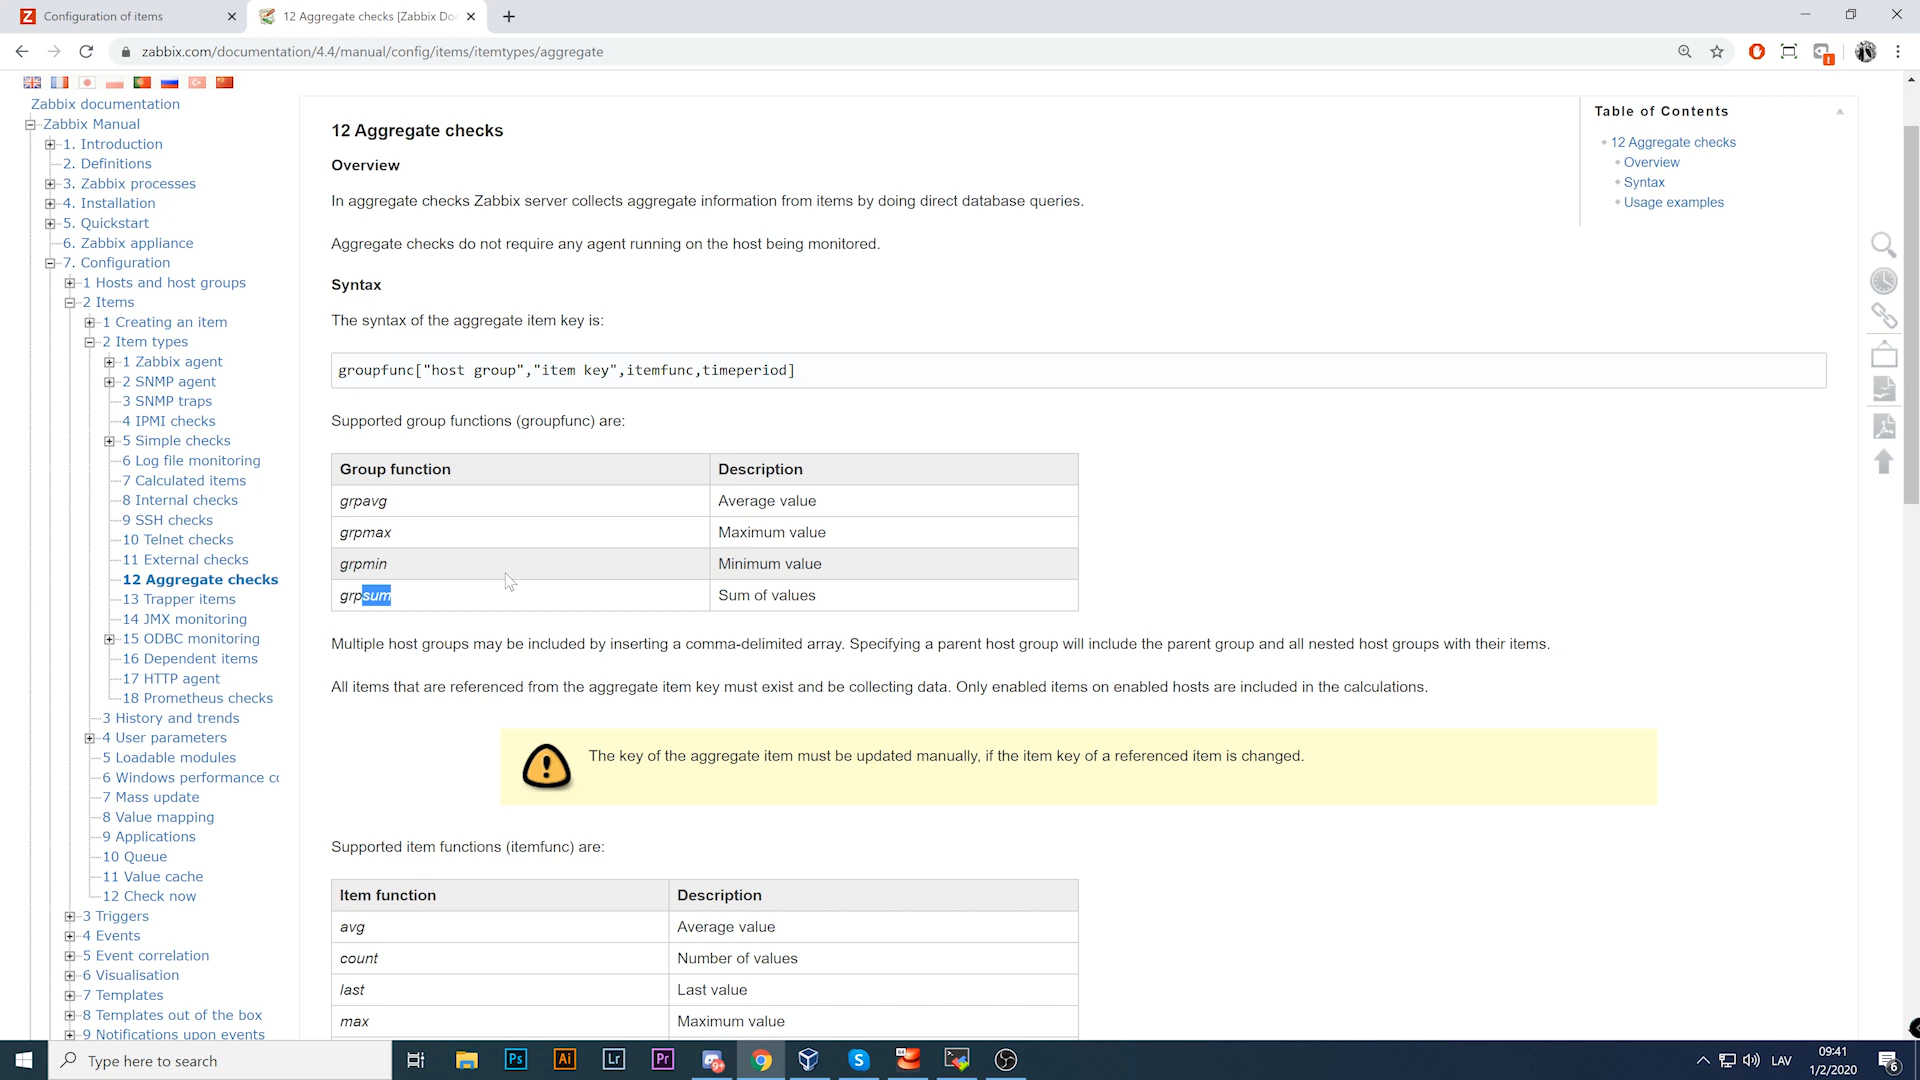 Configuration of items
12 Aggregate checks [Zabbix Do
zabbix.com/documentation/4.4/manual/config/items/itemtypes/aggregate
Zabbix documentation
Zabbix Manual
1. Introduction
2. Definitions
3. Zabbix processes
4. Installation
5. Quickstart
6. Zabbix appliance
7. Configuration
1 Hosts and host groups
2 Items
1 Creating an item
2 Item types
1 Zabbix agent
2 SNMP agent
3 SNMP traps
4 IPMI checks
5 Simple checks
6 Log file monitoring
7 Calculated items
8 Internal checks
9 SSH checks
10 Telnet checks
11 External checks
12 Aggregate checks
13 Trapper items
14 JMX monitoring
15 ODBC monitoring
16 Dependent items
17 HTTP agent
18 Prometheus checks
3 History and trends
4 User parameters
5 Loadable modules
6 Windows performance co
7 Mass update
8 Value mapping
9 Applications
10 Queue
11 Value cache
12 Check now
3 Triggers
4 Events
5 Event correlation
6 Visualisation
7 Templates
8 Templates out of the box
9 Notifications upon events
12 Aggregate checks
Overview
In aggregate checks Zabbix server collects aggregate information from items by doing direct database queries.
Aggregate checks do not require any agent running on the host being monitored.
Syntax
The syntax of the aggregate item key is:
groupfunc["host group","item key",itemfunc,timeperiod]
Supported group functions (groupfunc) are:
Group function Description
grpavg Average value
grpmax Maximum value
grpmin Minimum value
grpsum Sum of values
Multiple host groups may be included by inserting a comma-delimited array. Specifying a parent host group will include the parent group and all nested host groups with their items.
All items that are referenced from the aggregate item key must exist and be collecting data. Only enabled items on enabled hosts are included in the calculations.
The key of the aggregate item must be updated manually, if the item key of a referenced item is changed.
Supported item functions (itemfunc) are:
Item function Description
avg Average value
count Number of values
last Last value
max Maximum value
Table of Contents
12 Aggregate checks
Overview
Syntax
Usage examples
Type here to search
Ps
Ai
Lr
Pr
9+
64
LAV
09:41
1/2/2020
6